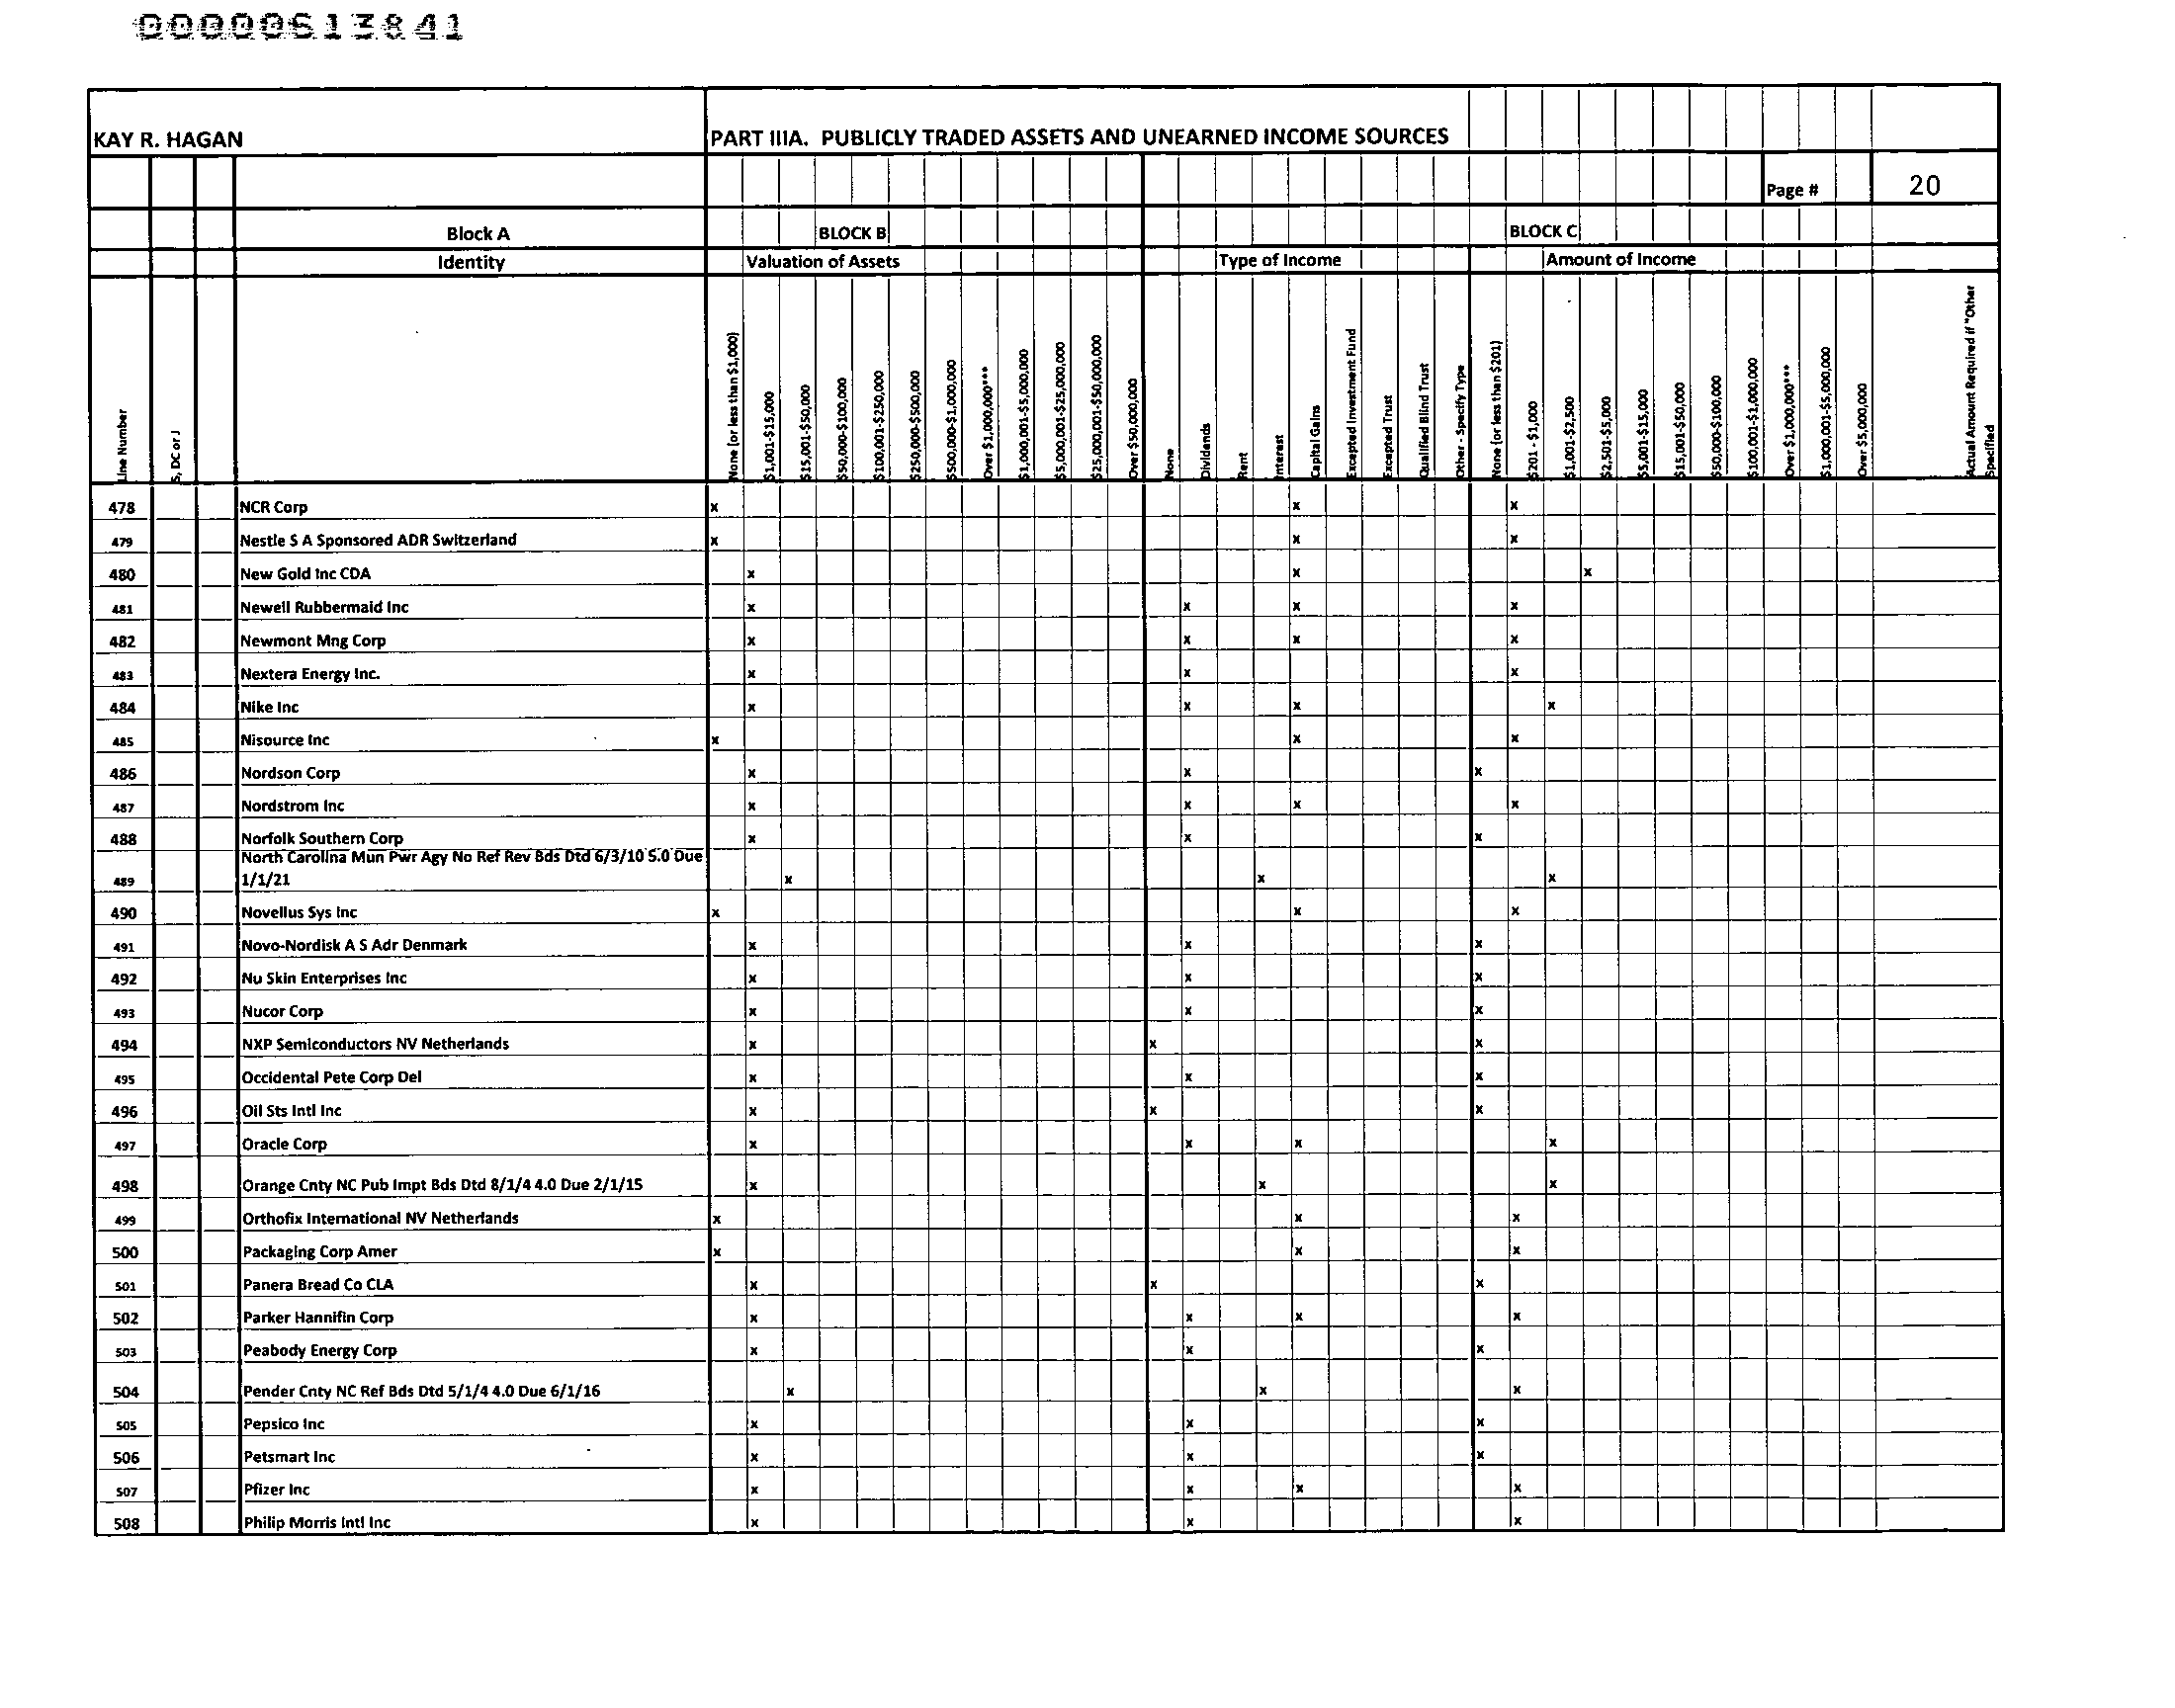 00000613841
KAY R. HAGAN PART IIIA. PUBLICLY TRADED ASSETS AND UNEARNED INCOME SOURCES
Page # 20
Block A BLOCK B BLOCK C
Identity Valuation of Assets Type of Income Amount of Income
Line Number
S, DC or J
None (or less than $1,000)
$1,001-$15,000
$15,001-$50,000
$50,000-$100,000
$100,001-$250,000
$250,000-$500,000
$500,000-$1,000,000
Over $1,000,000***
$1,000,001-$5,000,000
$5,000,001-$25,000,000
$25,000,001-$50,000,000
Over $50,000,000
None
Dividends
Rent
Interest
Capital Gains
Excepted Investment Fund
Excepted Trust
Qualified Blind Trust
Other - Specify Type
None (or less than $201)
$201 - $1,000
$1,001-$2,500
$2,501-$5,000
$5,001-$15,000
$15,001-$50,000
$50,000-$100,000
$100,001-$1,000,000
Over $1,000,000***
$1,000,001-$5,000,000
Over $5,000,000
Actual Amount Required if "Other
Specified
478 NCR Corp x x x
479 Nestle S A Sponsored ADR Switzerland x x x
480 New Gold Inc CDA x x x
481 Newell Rubbermaid Inc x x x x
482 Newmont Mng Corp x x x x
483 Nextera Energy Inc. x x x
484 Nike Inc x x x x
485 Nisource Inc x x x
486 Nordson Corp x x x
487 Nordstrom Inc x x x x
488 Norfolk Southern Corp x x x
North Carolina Mun Pwr Agy No Ref Rev Bds Dtd 6/3/10 5.0 Due
489 1/1/21 x x x
490 Novellus Sys Inc x x x
491 Novo-Nordisk A S Adr Denmark x x x
492 Nu Skin Enterprises Inc x x x
493 Nucor Corp x x x
494 NXP Semiconductors NV Netherlands x x x
495 Occidental Pete Corp Del x x x
496 Oil Sts Intl Inc x x x
497 Oracle Corp x x x x
498 Orange Cnty NC Pub Impt Bds Dtd 8/1/4 4.0 Due 2/1/15 x x x
499 Orthofix International NV Netherlands x x x
500 Packaging Corp Amer x x x
501 Panera Bread Co CLA x x x
502 Parker Hannifin Corp x x x x
503 Peabody Energy Corp x x x
504 Pender Cnty NC Ref Bds Dtd 5/1/4 4.0 Due 6/1/16 x x x
505 Pepsico Inc x x x
506 Petsmart Inc x x x
507 Pfizer Inc x x x x
508 Philip Morris Intl Inc x x x